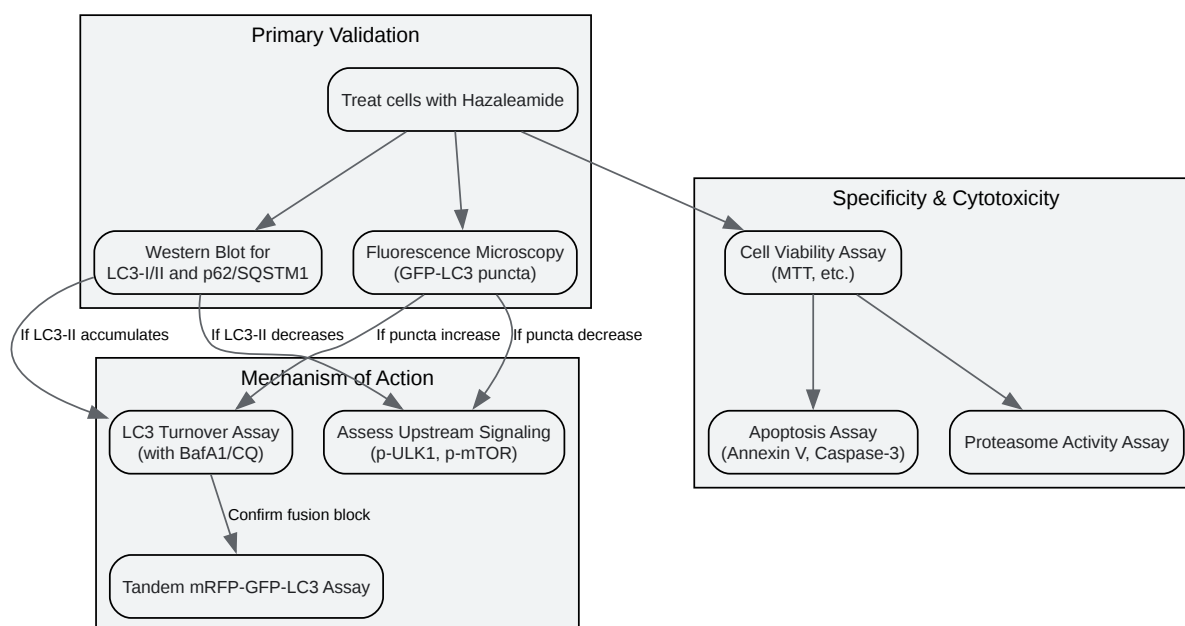 Primary Validation
Treat cells with Hazaleamide
Western Blot for
LC3-I/II and p62/SQSTM1
Fluorescence Microscopy
(GFP-LC3 puncta)
Specificity & Cytotoxicity
Cell Viability Assay
(MTT, etc.)
If LC3-II accumulates
If LC3-II decreases
If puncta increase
If puncta decrease
Mechanism of Action
LC3 Turnover Assay
(with BafA1/CQ)
Assess Upstream Signaling
(p-ULK1, p-mTOR)
Apoptosis Assay
(Annexin V, Caspase-3)
Proteasome Activity Assay
Confirm fusion block
Tandem mRFP-GFP-LC3 Assay